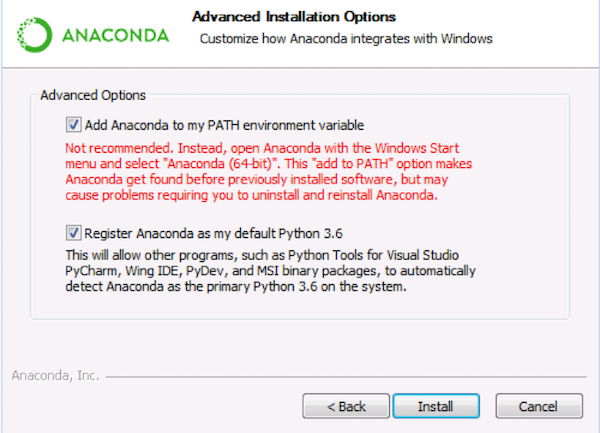 Advanced Installation Options
ANACONDA
Customize how Anaconda integrates with Windows
Advanced Options
Add Anaconda to my PATH environment variable
Not recommended. Instead, open Anaconda with the Windows Start
menu and select "Anaconda (64-bit)". This "add to PATH" option makes
Anaconda get found before previously installed software, but may
cause problems requiring you to uninstall and reinstall Anaconda.
Register Anaconda as my default Python 3.6
This will allow other programs, such as Python Tools for Visual Studio
PyCharm, Wing IDE, PyDev, and MSI binary packages, to automatically
detect Anaconda as the primary Python 3.6 on the system.
Anaconda, Inc.
< Back
Install
Cancel